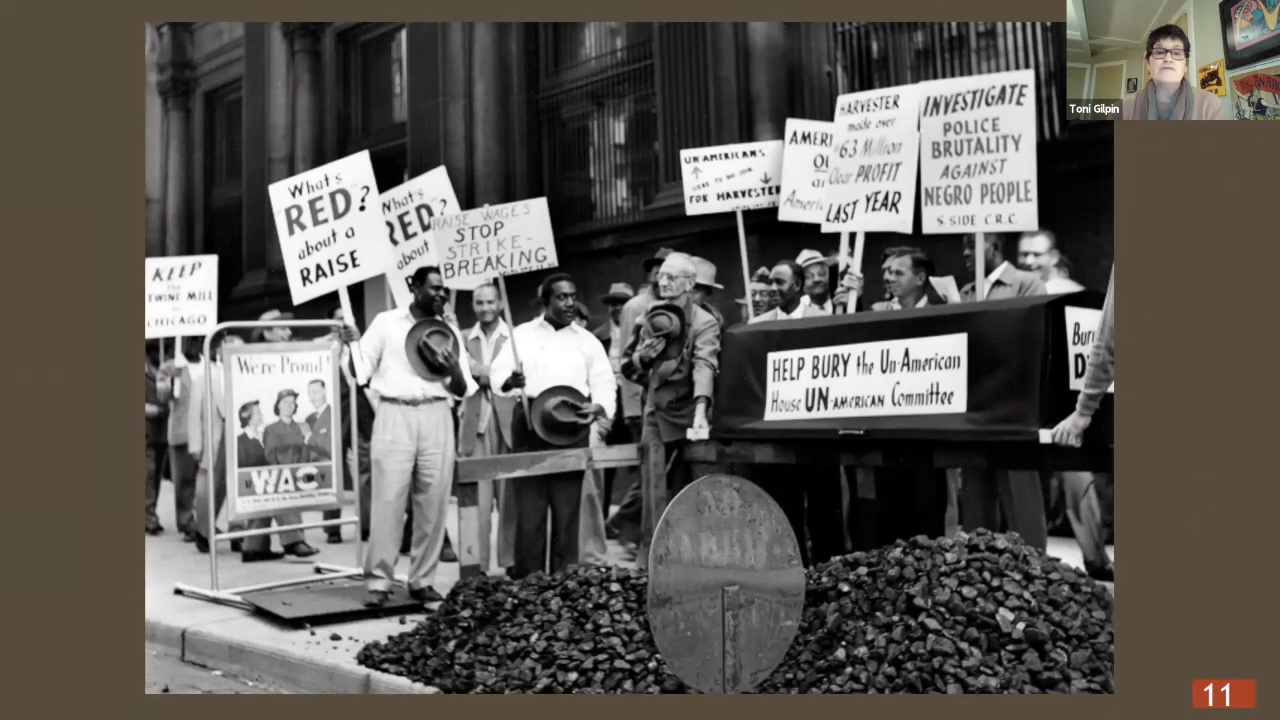 Toni Gilpin
KEEP
The
TWINE MILL
in
CHICAGO
What's
RED?
about a
RAISE
What's
RED?
about
RAISE WAGES
STOP
STRIKE-
BREAKING
We're Proud!
WAC
UN AMERICANS
FOR HARVESTER
AMERI
HARVESTER
made over
$63 Million
Clear PROFIT
LAST YEAR
INVESTIGATE
POLICE
BRUTALITY
AGAINST
NEGRO PEOPLE
S. SIDE C.R.C.
HELP BURY the Un-American
House UN-AMERICAN Committee
11